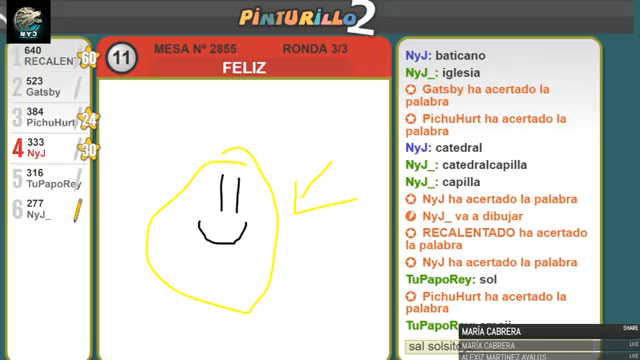 PINTURILLO 2
NYJ
MESA Nº 2855
RONDA 3/3
11
FELIZ
1
640
RECALENT
60
2
523
Gatsby
3
384
PichuHurt
24
4
333
NyJ
30
5
316
TuPapoRey
6
277
NyJ_
NyJ: baticano
NyJ_: iglesia
Gatsby ha acertado la
palabra
PichuHurt ha acertado la
palabra
NyJ: catedral
NyJ_: catedralcapilla
NyJ_: capilla
NyJ ha acertado la palabra
NyJ_ va a dibujar
RECALENTADO ha acertado la
palabra
NyJ ha acertado la palabra
TuPapoRey: sol
PichuHurt ha acertado la
palabra
TuPapoRey:
sal solsito
MARÍA CABRERA
SHARE
MARÍA CABRERA
LIKE
ALEXIZ MARTINEZ AVALOS
LIKE